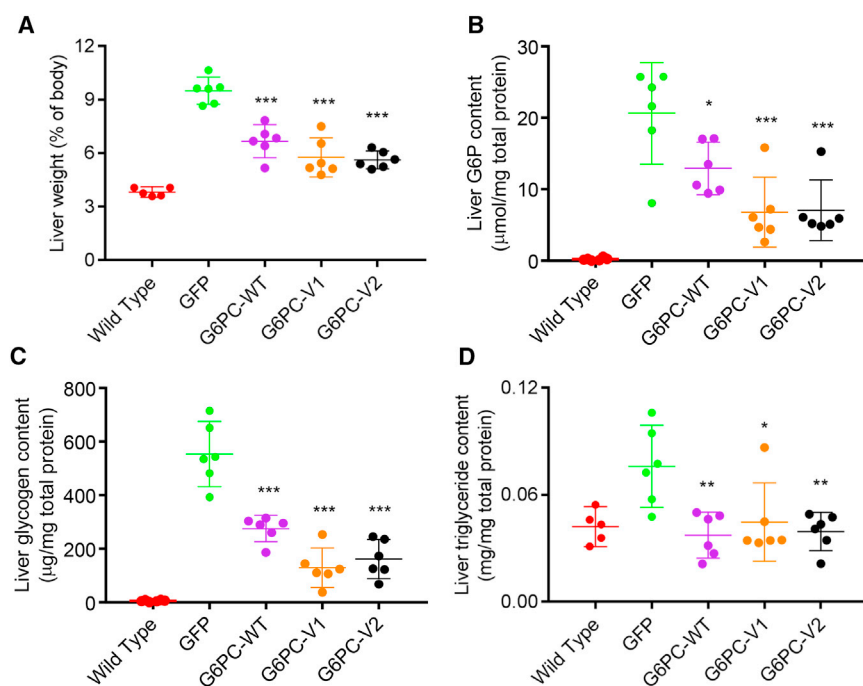 A
Liver weight (% of body)
12
9
6
3
0
***
***
***
Wild Type
GFP
G6PC-WT
G6PC-V1
G6PC-V2
B
Liver G6P content
(μmol/mg total protein)
30
20
10
0
*
***
***
Wild Type
GFP
G6PC-WT
G6PC-V1
G6PC-V2
C
Liver glycogen content
(μg/mg total protein)
800
600
400
200
0
***
***
***
Wild Type
GFP
G6PC-WT
G6PC-V1
G6PC-V2
D
Liver triglyceride content
(mg/mg total protein)
0.12
0.06
0.00
**
*
**
Wild Type
GFP
G6PC-WT
G6PC-V1
G6PC-V2